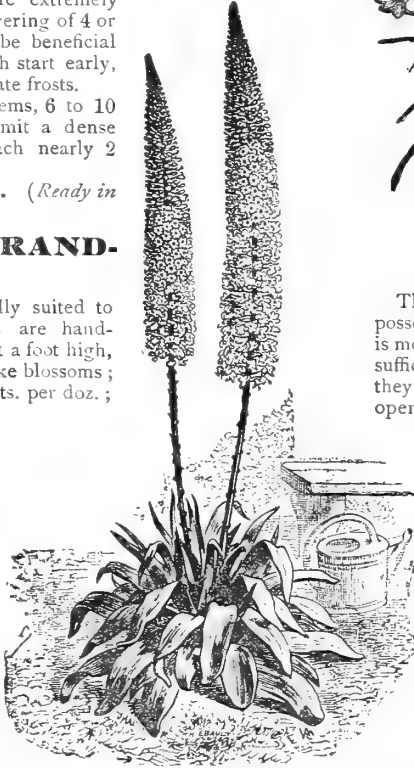 extremely
vering of 4 or
be beneficial
h start early,
ate frosts.
ems, 6 to 10
mit a dense
ach nearly 2
. (Ready in
RAND-
lly suited to
are hand-
t a foot high,
ke blossoms ;
ts. per doz. ;
Th
posse
is mo
suffic
they
open